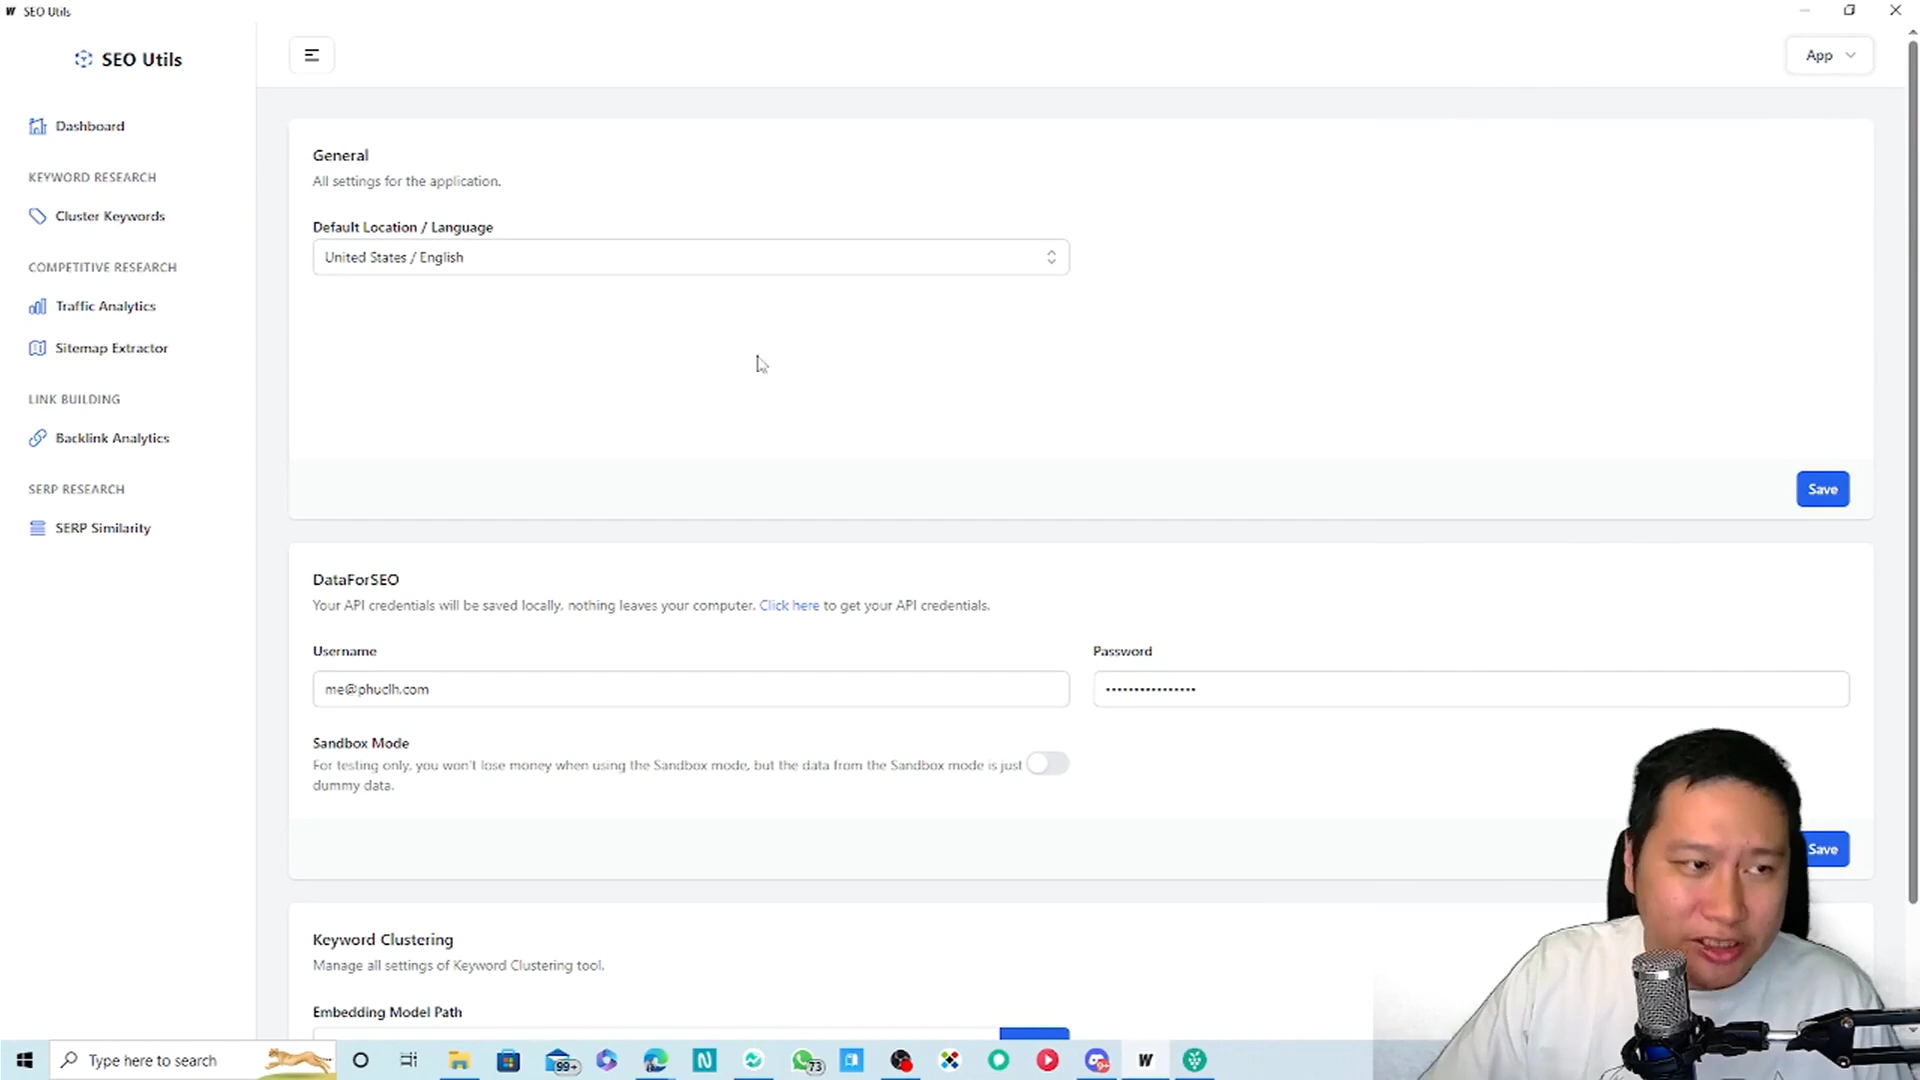 SEO Utils
SEO Utils
App
Dashboard
KEYWORD RESEARCH
Cluster Keywords
COMPETITIVE RESEARCH
Traffic Analytics
Sitemap Extractor
LINK BUILDING
Backlink Analytics
SERP RESEARCH
SERP Similarity
General
All settings for the application.
Default Location / Language
United States / English
Save
DataForSEO
Your API credentials will be saved locally, nothing leaves your computer. Click here to get your API credentials.
Username
Password
me@phuclh.com
••••••••••••••••
Sandbox Mode
For testing only, you won't lose money when using the Sandbox mode, but the data from the Sandbox mode is just
dummy data.
Save
Keyword Clustering
Manage all settings of Keyword Clustering tool.
Embedding Model Path
Type here to search
99+
73